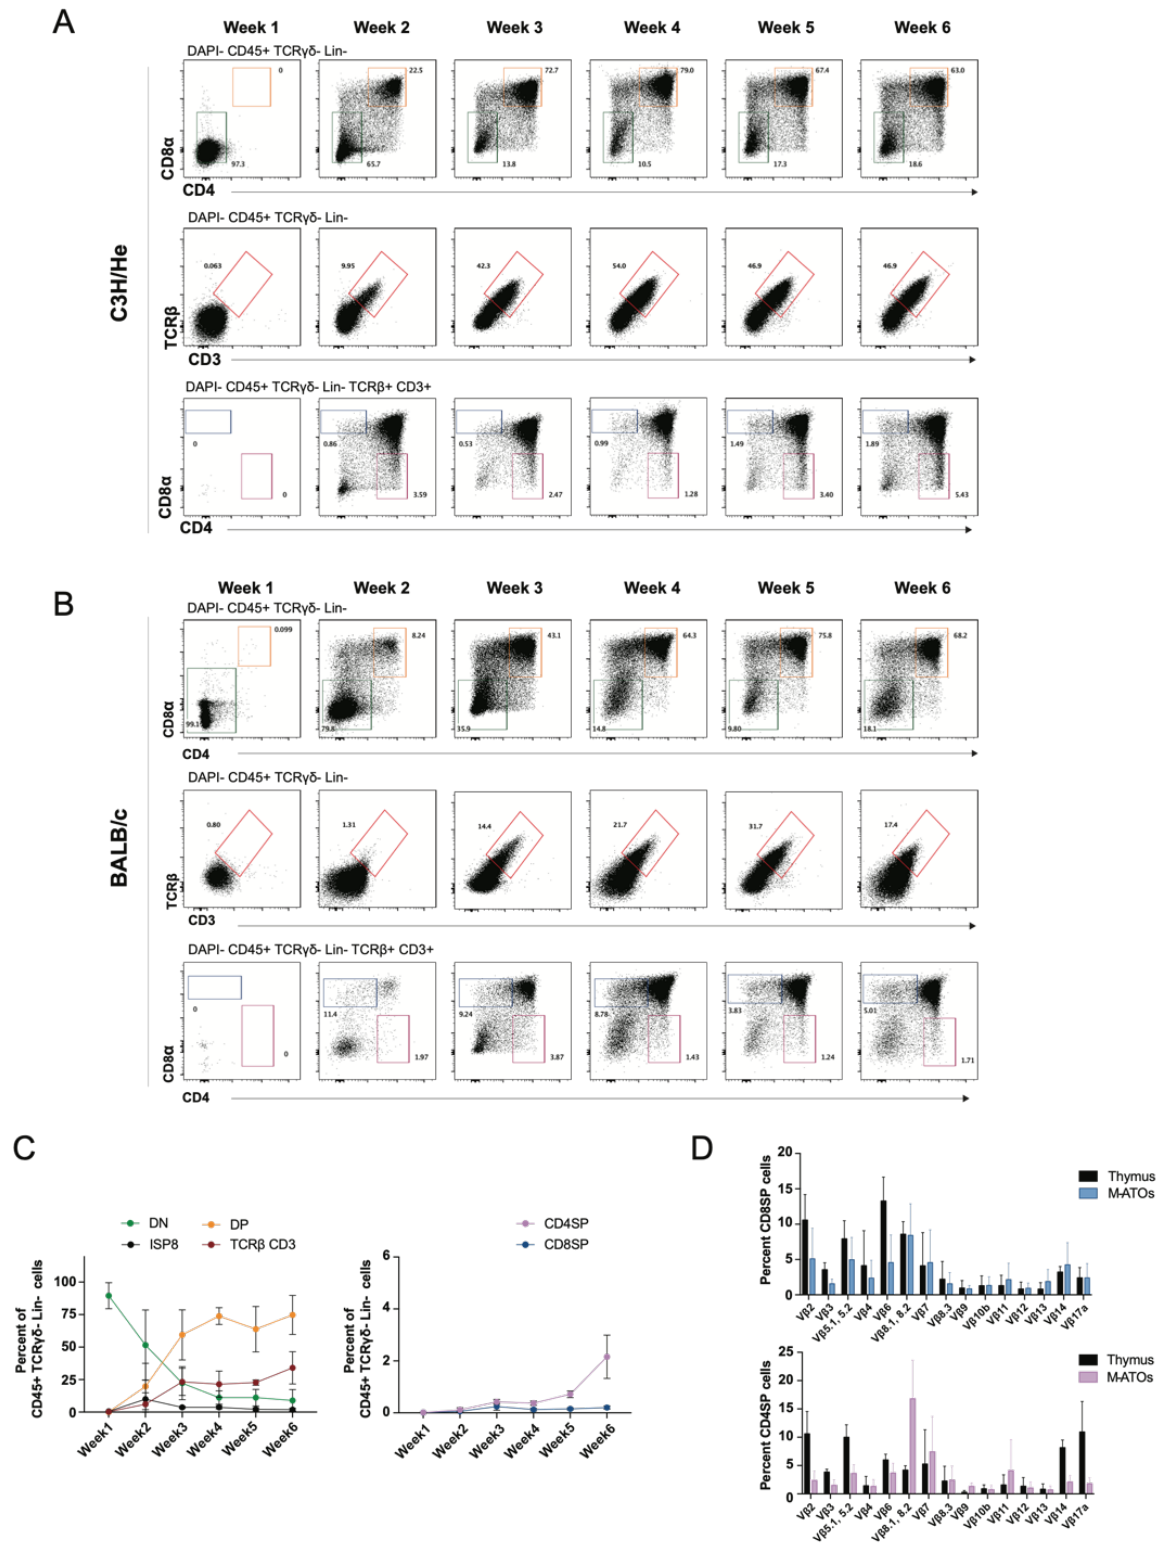 A
Week 1 Week 2 Week 3 Week 4 Week 5 Week 6
DAPI- CD45+ TCRγδ- Lin-
0 22.5 72.7 79.0 67.4 63.0
97.3 65.7 13.8 10.5 17.3 18.6
CD8α
CD4
DAPI- CD45+ TCRγδ- Lin-
0.063 9.95 42.3 54.0 46.9 46.9
C3H/He
TCRβ
CD3
DAPI- CD45+ TCRγδ- Lin- TCRβ+ CD3+
0 0.86 0.53 0.99 1.49 1.89
0 3.59 2.47 1.28 3.40 5.43
CD8α
CD4
B
Week 1 Week 2 Week 3 Week 4 Week 5 Week 6
DAPI- CD45+ TCRγδ- Lin-
0.099 8.24 43.1 64.3 75.8 68.2
79.8 35.9 14.8 9.80 18.1
CD8α
CD4
DAPI- CD45+ TCRγδ- Lin-
0.80 1.31 14.4 21.7 31.7 17.4
BALB/c
TCRβ
CD3
DAPI- CD45+ TCRγδ- Lin- TCRβ+ CD3+
0 11.4 9.24 8.78 3.83 5.01
0 1.97 3.87 1.43 1.24 1.71
CD8α
CD4
C
DN DP
ISP8 TCRβ CD3
Percent of
CD45+ TCRγδ- Lin- cells
100
75
50
25
0
Week1 Week2 Week3 Week4 Week5 Week6
CD4SP
CD8SP
Percent of
CD45+ TCRγδ- Lin- cells
6
4
2
0
Week1 Week2 Week3 Week4 Week5 Week6
D
Thymus
M-ATOs
Percent CD8SP cells
20
15
10
5
0
Vβ2 Vβ3 Vβ5.1, 5.2 Vβ4 Vβ6 Vβ8.1, 8.2 Vβ7 Vβ8.3 Vβ9 Vβ10b Vβ11 Vβ12 Vβ13 Vβ14 Vβ17a
Thymus
M-ATOs
Percent CD4SP cells
25
20
15
10
5
0
Vβ2 Vβ3 Vβ5.1, 5.2 Vβ4 Vβ6 Vβ8.1, 8.2 Vβ7 Vβ8.3 Vβ9 Vβ10b Vβ11 Vβ12 Vβ13 Vβ14 Vβ17a